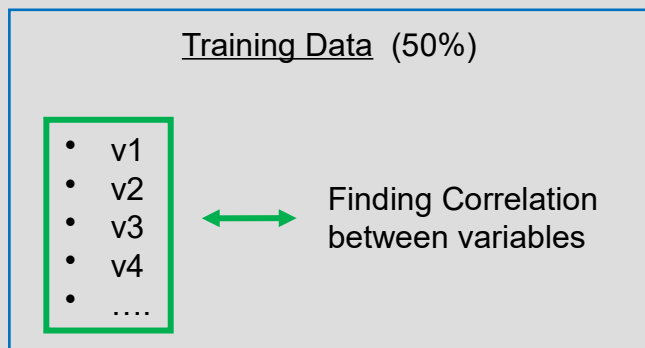 Training Data (50%)
• v1
• v2
• v3
• v4
• ....
Finding Correlation
between variables